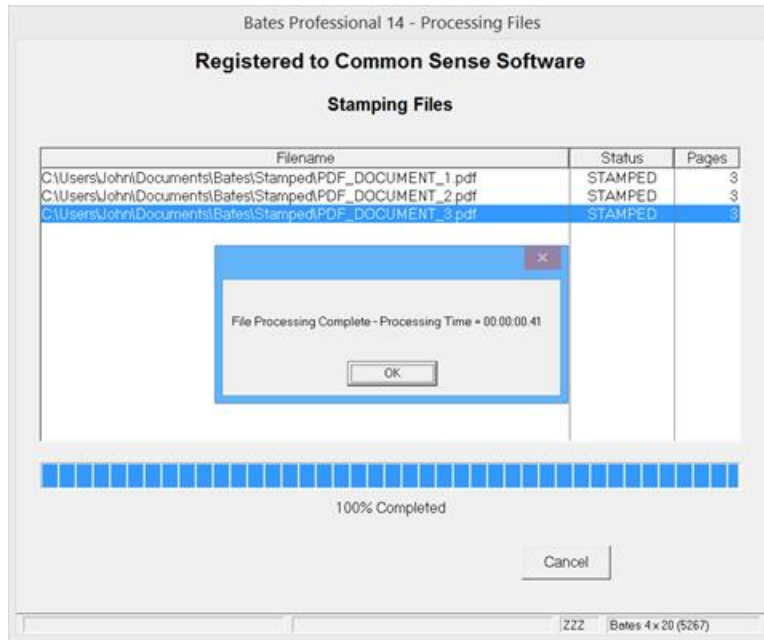 Bates Professional 14 - Processing Files
Registered to Common Sense Software
Stamping Files
Filename Status Pages
C:\Users\John\Documents\Bates\Stamped\PDF_DOCUMENT_1.pdf STAMPED 3
C:\Users\John\Documents\Bates\Stamped\PDF_DOCUMENT_2.pdf STAMPED 3
C:\Users\John\Documents\Bates\Stamped\PDF_DOCUMENT_3.pdf STAMPED 3
File Processing Complete - Processing Time = 00:00:00.41
OK
100% Completed
Cancel
ZZZ Bates 4 x 20 (5267)